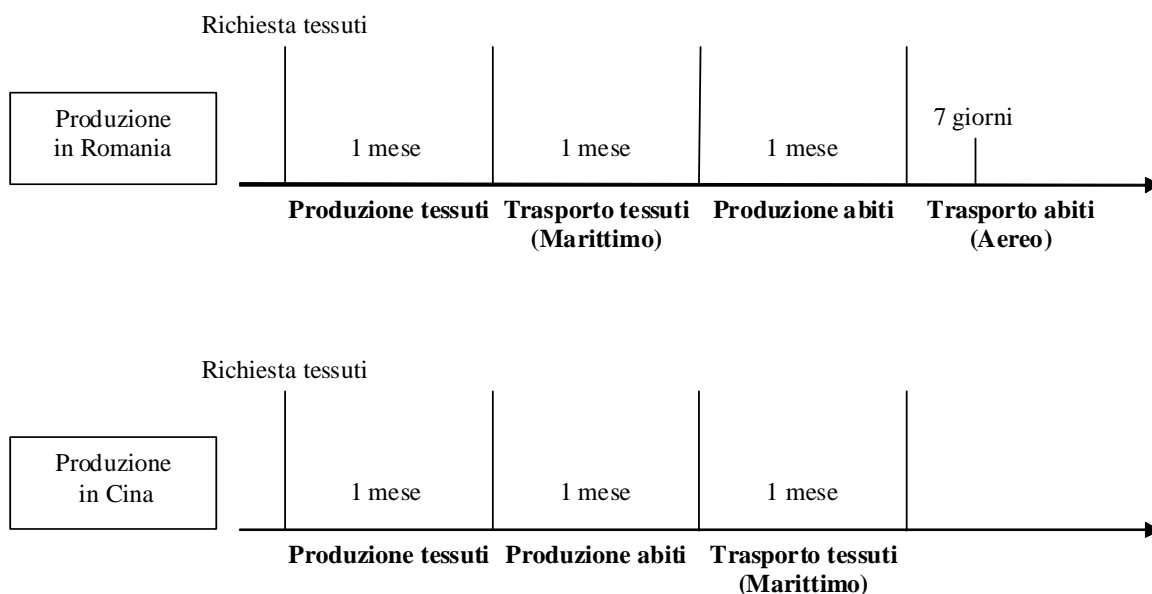 Richiesta tessuti
Produzione
in Romania
7 giorni
1 mese
1 mese
1 mese
Produzione tessuti
Trasporto tessuti
(Marittimo)
Produzione abiti
Trasporto abiti
(Aereo)
Richiesta tessuti
Produzione
in Cina
1 mese
1 mese
1 mese
Produzione tessuti
Produzione abiti
Trasporto tessuti
(Marittimo)